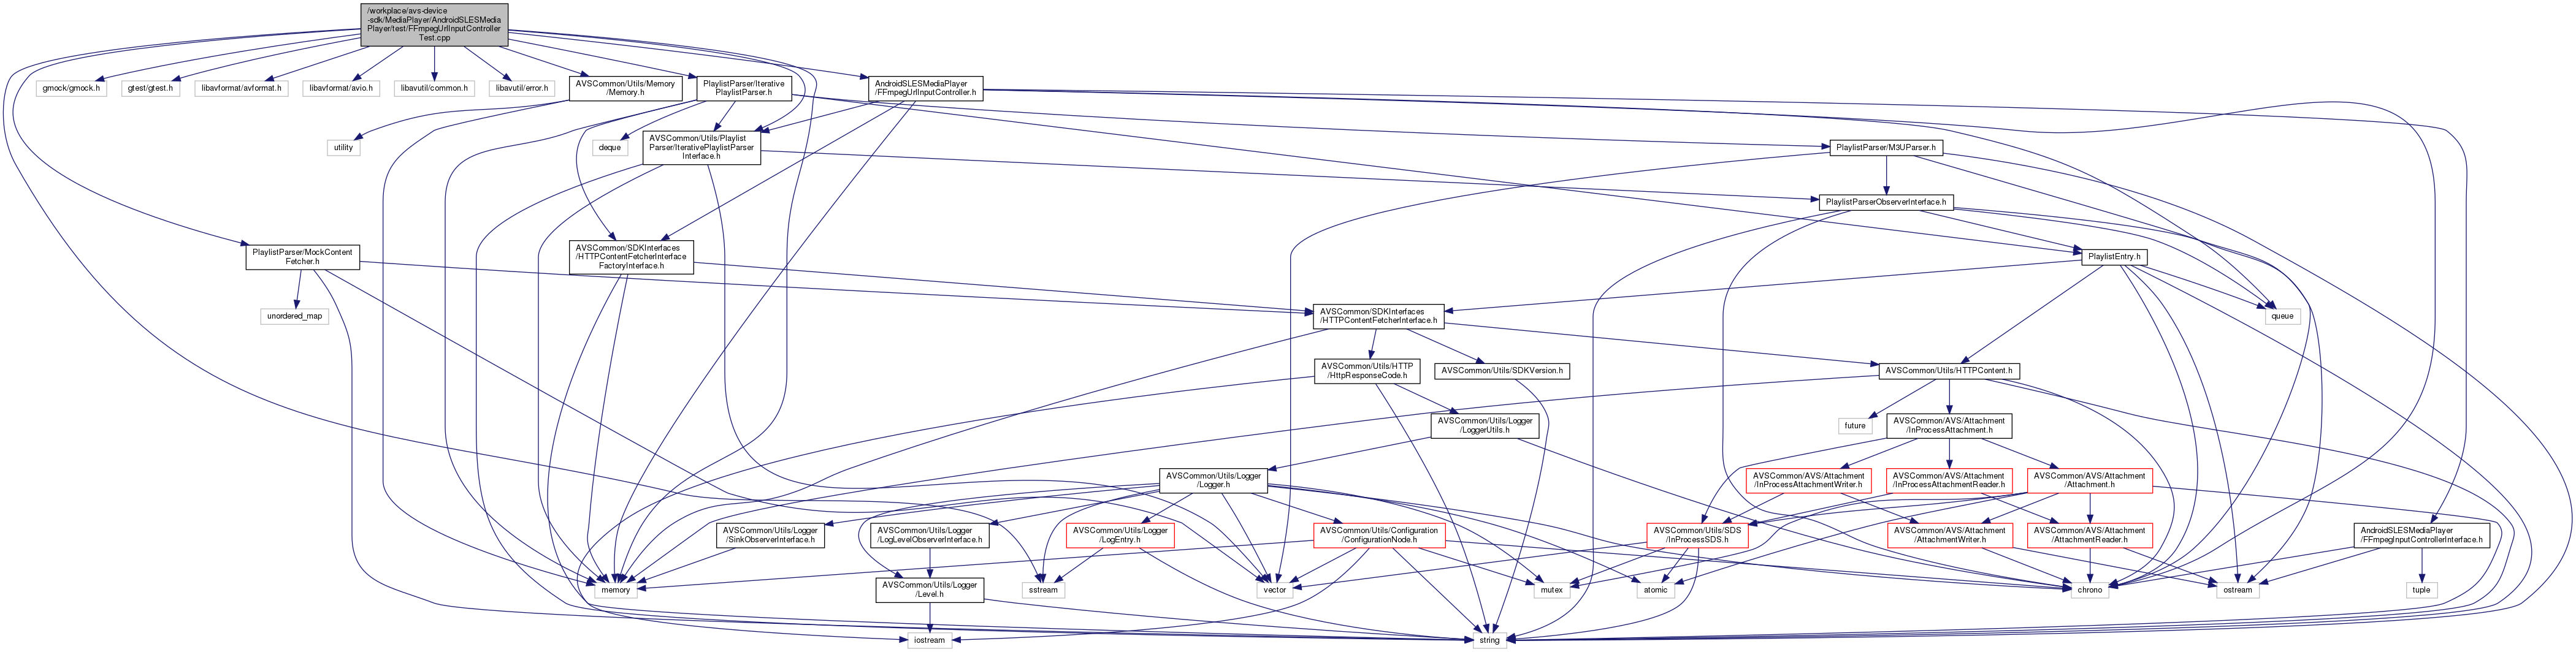 /workplace/avs-device
-sdk/MediaPlayer/AndroidSLESMedia
Player/test/FFmpegUrlInputController
Test.cpp
gmock/gmock.h
gtest/gtest.h
libavformat/avformat.h
libavformat/avio.h
libavutil/common.h
libavutil/error.h
AVSCommon/Utils/Memory
/Memory.h
PlaylistParser/Iterative
PlaylistParser.h
AndroidSLESMediaPlayer
/FFmpegUrlInputController.h
utility
deque
AVSCommon/Utils/Playlist
Parser/IterativePlaylistParser
Interface.h
PlaylistParser/M3UParser.h
PlaylistParserObserverInterface.h
PlaylistParser/MockContent
Fetcher.h
AVSCommon/SDKInterfaces
/HTTPContentFetcherInterface
FactoryInterface.h
PlaylistEntry.h
unordered_map
AVSCommon/SDKInterfaces
/HTTPContentFetcherInterface.h
queue
AVSCommon/Utils/HTTP
/HttpResponseCode.h
AVSCommon/Utils/SDKVersion.h
AVSCommon/Utils/HTTPContent.h
AVSCommon/Utils/Logger
/LoggerUtils.h
future
AVSCommon/AVS/Attachment
/InProcessAttachment.h
AVSCommon/Utils/Logger
/Logger.h
AVSCommon/AVS/Attachment
/InProcessAttachmentWriter.h
AVSCommon/AVS/Attachment
/InProcessAttachmentReader.h
AVSCommon/AVS/Attachment
/Attachment.h
AVSCommon/Utils/Logger
/SinkObserverInterface.h
AVSCommon/Utils/Logger
/LogLevelObserverInterface.h
AVSCommon/Utils/Logger
/LogEntry.h
AVSCommon/Utils/Configuration
/ConfigurationNode.h
AVSCommon/Utils/SDS
/InProcessSDS.h
AVSCommon/AVS/Attachment
/AttachmentWriter.h
AVSCommon/AVS/Attachment
/AttachmentReader.h
AndroidSLESMediaPlayer
/FFmpegInputControllerInterface.h
memory
AVSCommon/Utils/Logger
/Level.h
sstream
vector
mutex
atomic
chrono
ostream
tuple
iostream
string